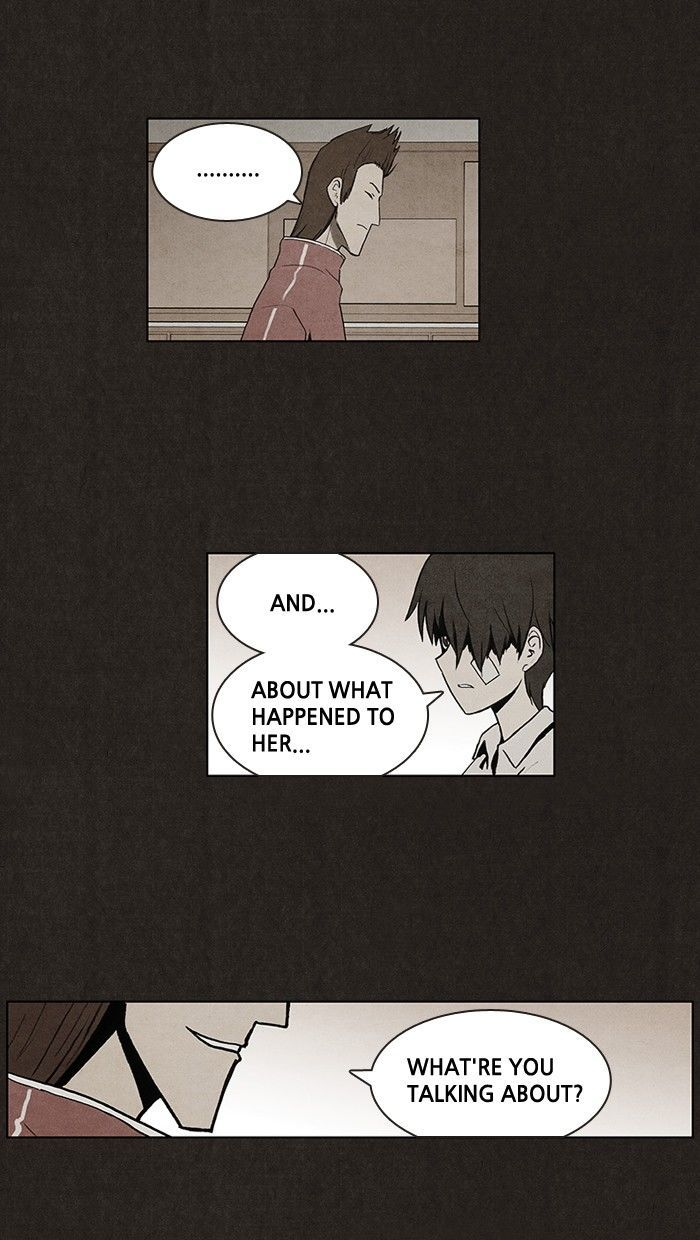 ..........
AND...
ABOUT WHAT
HAPPENED TO
HER...
WHAT'RE YOU
TALKING ABOUT?